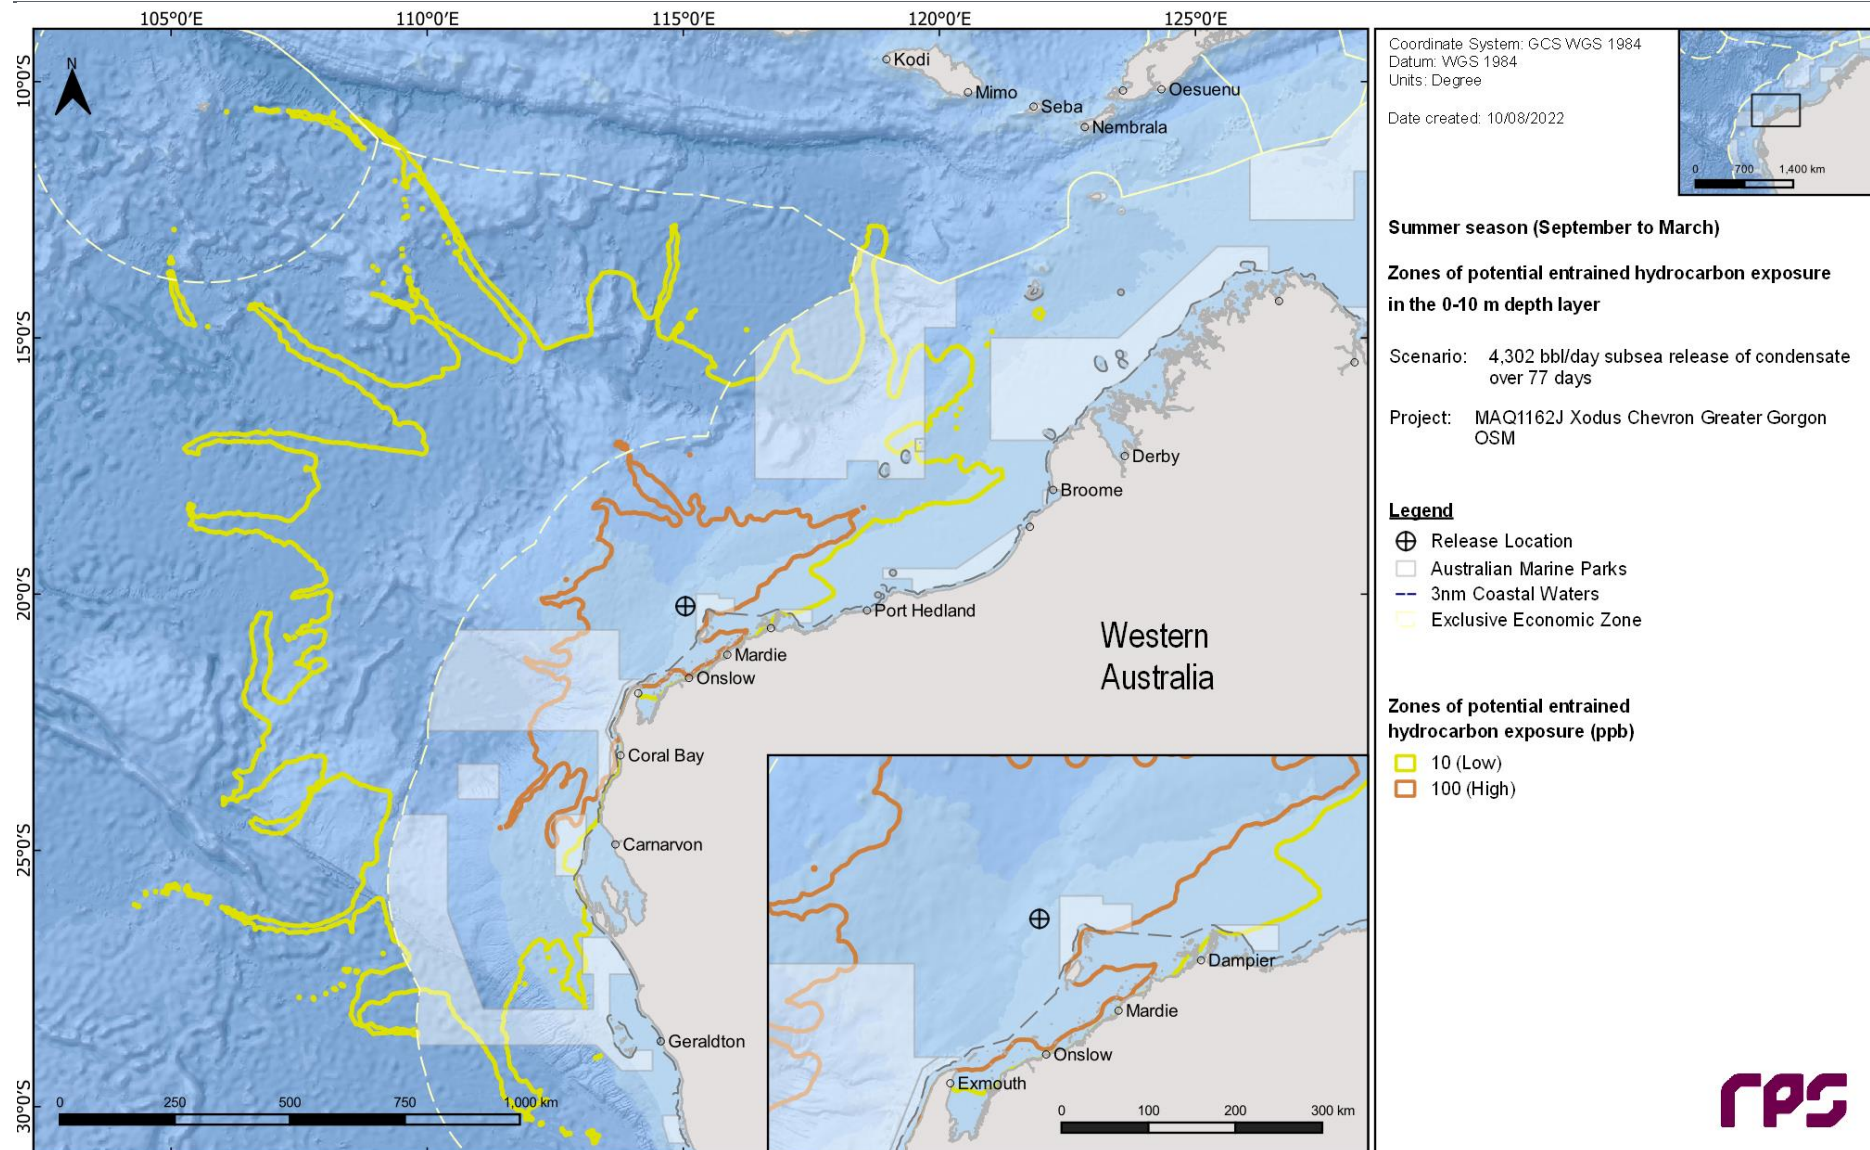 105°0'E 110°0'E 115°0'E 120°0'E 125°0'E
10°0'S
15°0'S
20°0'S
25°0'S
30°0'S
N
Kodi
Mimo
Seba
Oesuenu
Nembrala
Derby
Broome
Port Hedland
Mardie
Onslow
Coral Bay
Carnarvon
Geraldton
Western
Australia
0 250 500 750 1,000 km
Dampier
Mardie
Onslow
Exmouth
0 100 200 300 km
Coordinate System: GCS WGS 1984
Datum: WGS 1984
Units: Degree
Date created: 10/08/2022
0 700 1,400 km
Summer season (September to March)
Zones of potential entrained hydrocarbon exposure
in the 0-10 m depth layer
Scenario: 4,302 bbl/day subsea release of condensate
over 77 days
Project: MAQ1162J Xodus Chevron Greater Gorgon
OSM
Legend
Release Location
Australian Marine Parks
3nm Coastal Waters
Exclusive Economic Zone
Zones of potential entrained
hydrocarbon exposure (ppb)
10 (Low)
100 (High)
rps